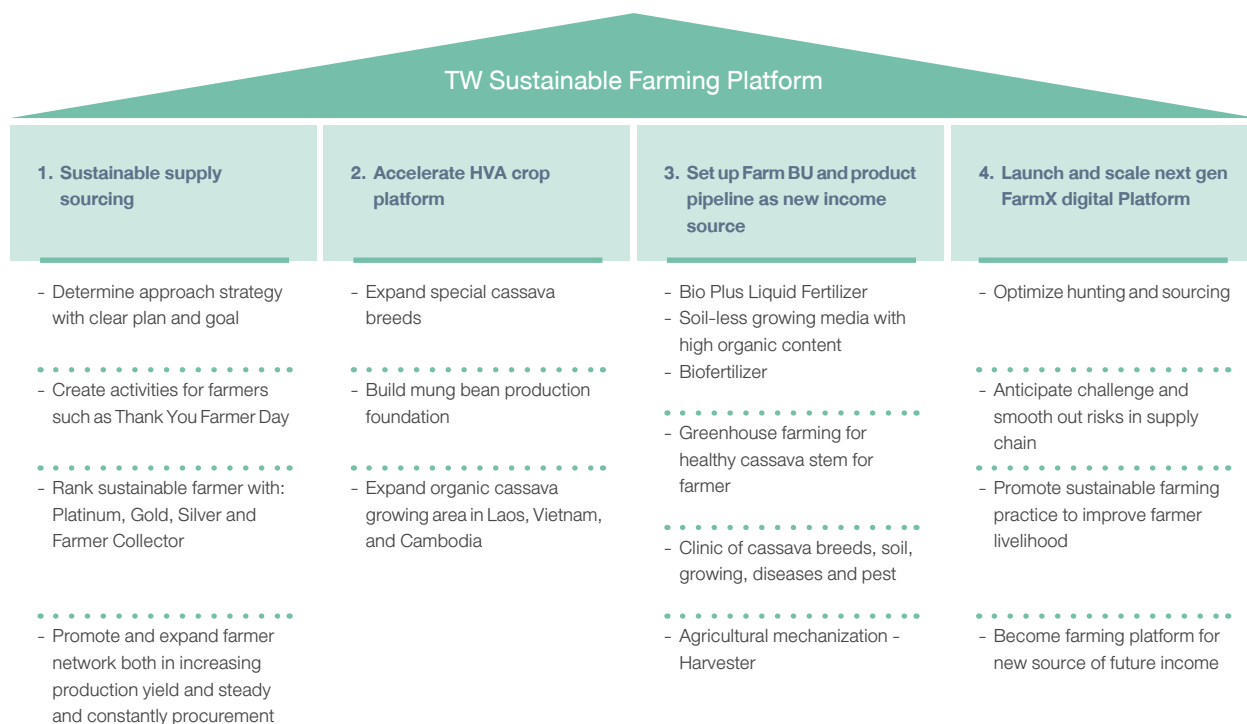 TW Sustainable Farming Platform
1. Sustainable supply
sourcing
- Determine approach strategy
with clear plan and goal
- Create activities for farmers
such as Thank You Farmer Day
- Rank sustainable farmer with:
Platinum, Gold, Silver and
Farmer Collector
- Promote and expand farmer
network both in increasing
production yield and steady
and constantly procurement
2. Accelerate HVA crop
platform
- Expand special cassava
breeds
- Build mung bean production
foundation
- Expand organic cassava
growing area in Laos, Vietnam,
and Cambodia
3. Set up Farm BU and product
pipeline as new income
source
- Bio Plus Liquid Fertilizer
- Soil-less growing media with
high organic content
- Biofertilizer
- Greenhouse farming for
healthy cassava stem for
farmer
- Clinic of cassava breeds, soil,
growing, diseases and pest
- Agricultural mechanization -
Harvester
4. Launch and scale next gen
FarmX digital Platform
- Optimize hunting and sourcing
- Anticipate challenge and
smooth out risks in supply
chain
- Promote sustainable farming
practice to improve farmer
livelihood
- Become farming platform for
new source of future income